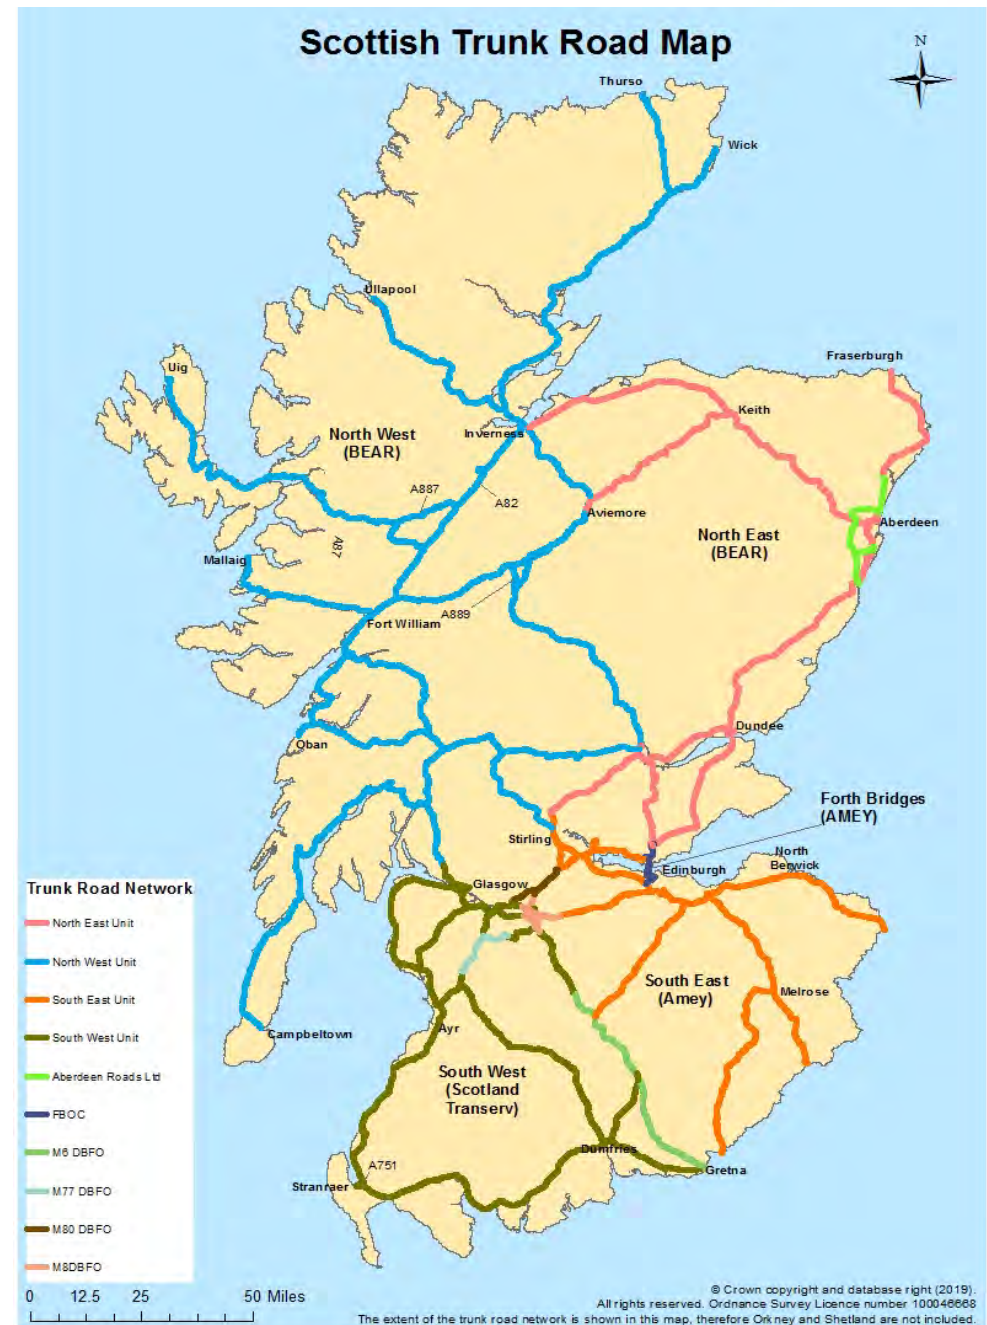 Scottish Trunk Road Map
N
Thurso
Wick
Ullapool
Fraserburgh
Uig
Keith
North West
(BEAR)
Inverness
A887
A82
Aviemore
Aberdeen
North East
(BEAR)
A87
Mallaig
A889
Fort William
Dundee
Oban
Forth Bridges
(AMEY)
Stirling
North
Berwick
Edinburgh
Glasgow
Trunk Road Network
North East Unit
North West Unit
South East Unit
South West Unit
Aberdeen Roads Ltd
FBOC
M6 DBFO
M77 DBFO
M80 DBFO
M8DBFO
South East
(Amey)
Melrose
Campbeltown
Ayr
South West
(Scotland
Transerv)
Dumfries
A751
Gretna
Stranraer
0 12.5 25 50 Miles
© Crown copyright and database right (2019).
All rights reserved. Ordnance Survey Licence number 100046668
The extent of the trunk road network is shown in this map, therefore Orkney and Shetland are not included.